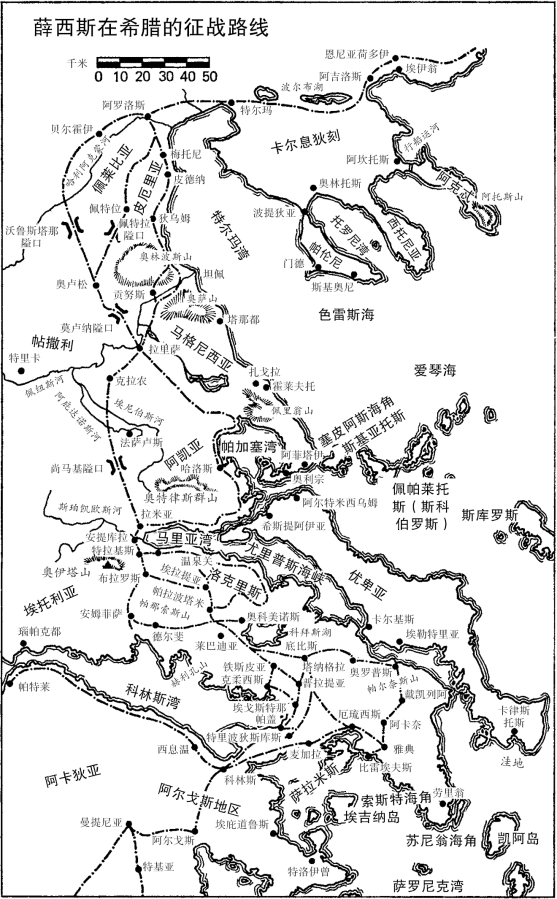 薛西斯在希腊的征战路线
千米
0 10 20 30 40 50
恩尼亚荷多伊
埃伊翁
阿吉洛斯
波尔布湖
阿罗洛斯
特尔玛
贝尔霍伊
哈利阿克蒙河
佩莱比亚
梅托尼
皮厄里亚
皮德纳
卡尔息狄刻
行船运河
阿坎托斯
阿克忒
阿托斯山
奥林托斯
佩特位
佩特拉
隘口
狄乌姆
沃鲁斯塔那
隘口
特尔玛湾
波提狄亚
托罗尼湾
西托尼亚
帕伦尼
门德
斯基奥尼
奥林波斯山
坦佩
奥卢松
贡努斯
奥萨山
色雷斯海
莫卢纳隘口
塔那都
帖撒利
马格尼西亚
拉里萨
特里卡
佩纽斯河
克拉农
爱琴海
扎戈拉
霍莱夫托
佩里翁山
阿庇达诺斯河
埃尼伯斯河
法萨卢斯
塞皮阿斯海角
斯基亚托斯
帕加塞湾
阿凯亚
阿菲塔伊
尚马基隘口
哈洛斯
奥利宗
奥特律斯群山
阿尔特米西乌姆
佩帕莱托
斯（斯科
伯罗斯）
斯库罗斯
斯珀凯欧斯河
拉米亚
希斯提阿伊亚
安提库拉
马里亚湾
特拉基斯
温泉关
尤里普斯海峡
优卑亚
奥伊塔山
布拉罗斯
埃拉提亚
洛克里斯
埃托利亚
帕拉波塔米
安姆菲萨
帕那索斯山
奥科美诺斯
卡尔基斯
瑙帕克都
德尔斐
莱巴迪亚
科拜斯湖
底比斯
埃勒特里亚
帕特莱
科林斯湾
赫利孔山
铁斯皮亚
塔纳格拉
奥罗普斯
克柔西斯
普拉提亚
帕尔奈斯山
戴凯列阿
埃戈斯特那
帕盖
厄琉西斯
阿卡奈
卡律斯
托斯
特里波狄斯库斯
麦加拉
雅典
洼地
西息温
比雷埃夫斯
科林斯
萨拉米斯
阿卡狄亚
阿尔戈斯地区
索斯特海角
劳里翁
埃吉纳岛
曼提尼亚
埃庇道鲁斯
苏尼翁海角
凯阿岛
阿尔戈斯
特基亚
特洛伊曾
萨罗尼克湾